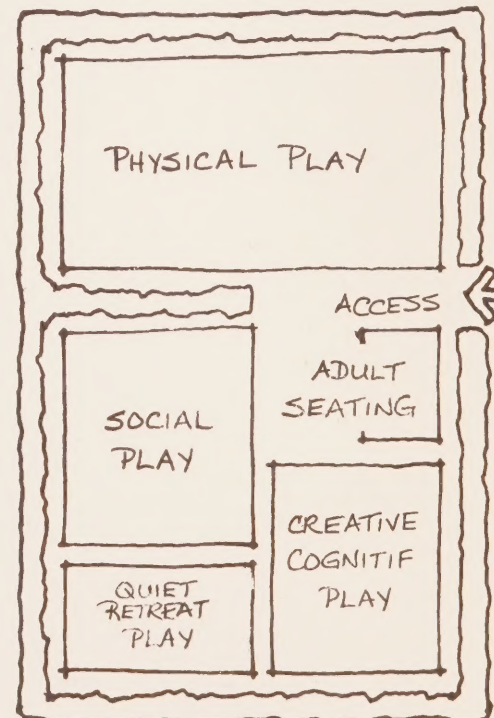 PHYSICAL PLAY
ACCESS
ADULT
SEATING
SOCIAL
PLAY
CREATIVE
COGNITIF
PLAY
QUIET
RETREAT
PLAY